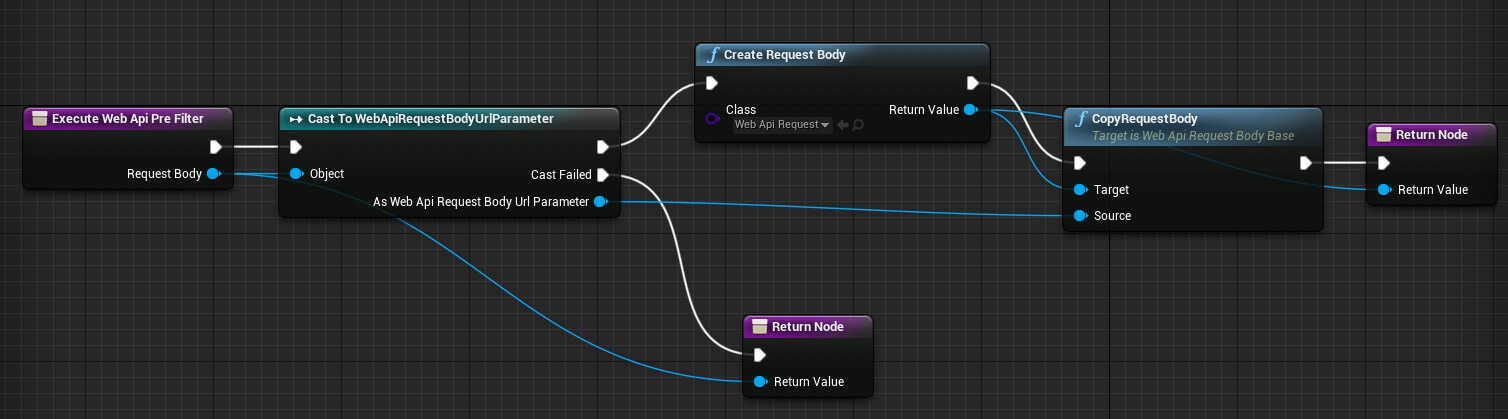 Execute Web Api Pre Filter
Request Body
Cast To WebApiRequestBodyUrlParameter
Object
Cast Failed
As Web Api Request Body Url Parameter
Create Request Body
Class
Web Api Request
Return Value
CopyRequestBody
Target is Web Api Request Body Base
Target
Source
Return Node
Return Value
Return Node
Return Value